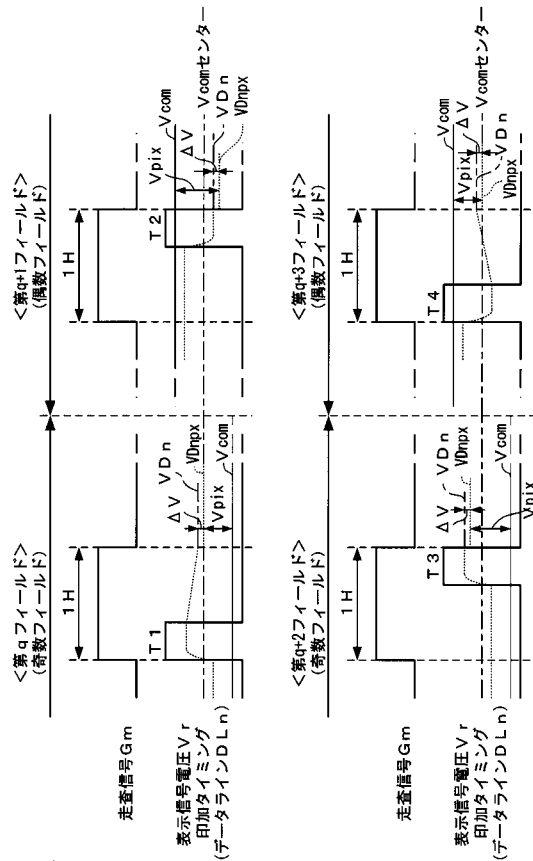 <第qフィールド>
(奇数フィールド)
<第q+1フィールド>
(偶数フィールド)
1H
1H
走査信号Gm
T1
ΔV
VDn
VDnpx
Vcom
Vpix
T2
Vpix
Vcom
ΔV
Vcomセンター
VDn
VDnpx
表示信号電圧Vr
印加タイミング
(データラインDLn)
<第q+2フィールド>
(奇数フィールド)
<第q+3フィールド>
(偶数フィールド)
1H
1H
走査信号Gm
T3
ΔV
VDn
VDnpx
Vcom
Vpix
T4
Vpix
Vcom
ΔV
Vcomセンター
VDn
VDnpx
表示信号電圧Vr
印加タイミング
(データラインDLn)